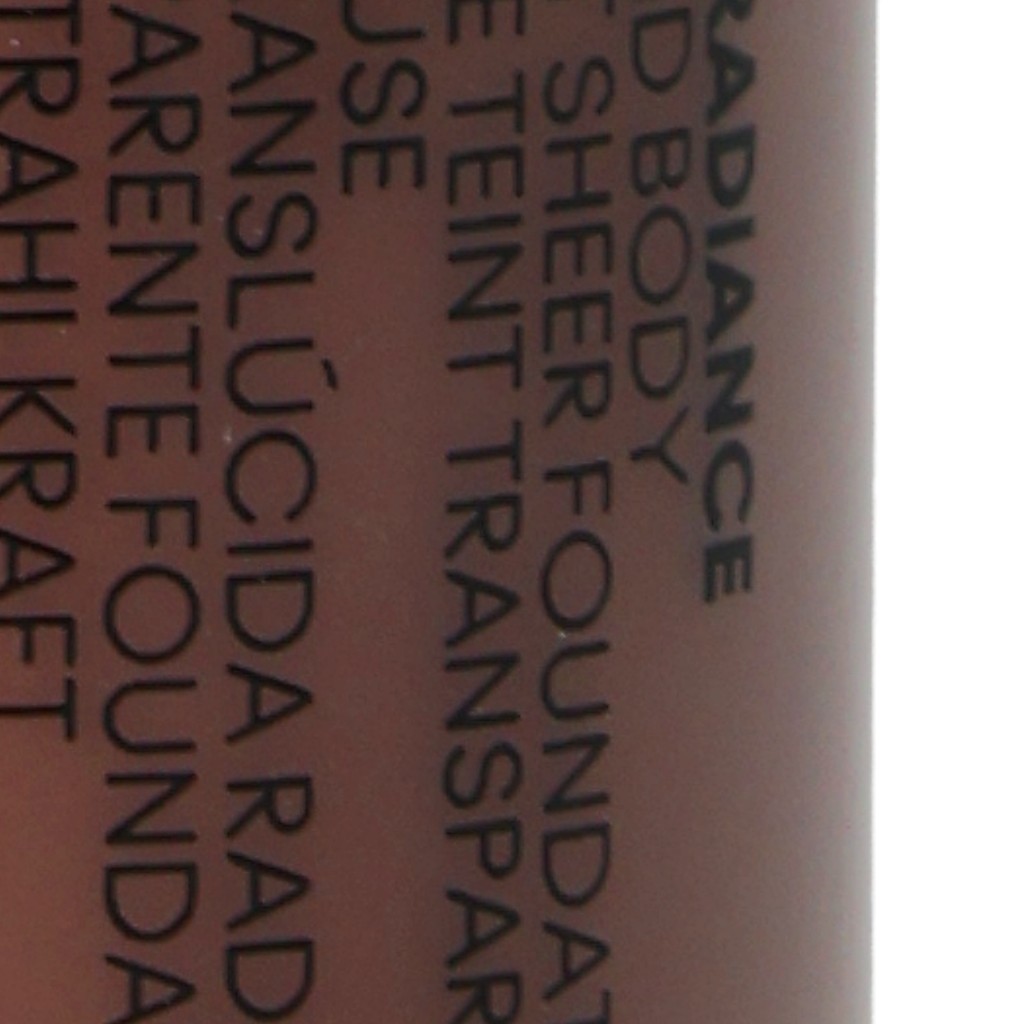 RADIANCE
D BODY
SHEER FOUNDAT
E TEINT TRANSPAR
USE
ANSLÚCIDA RAD
ARENTE FOUNDA
TRAHLKRAFT